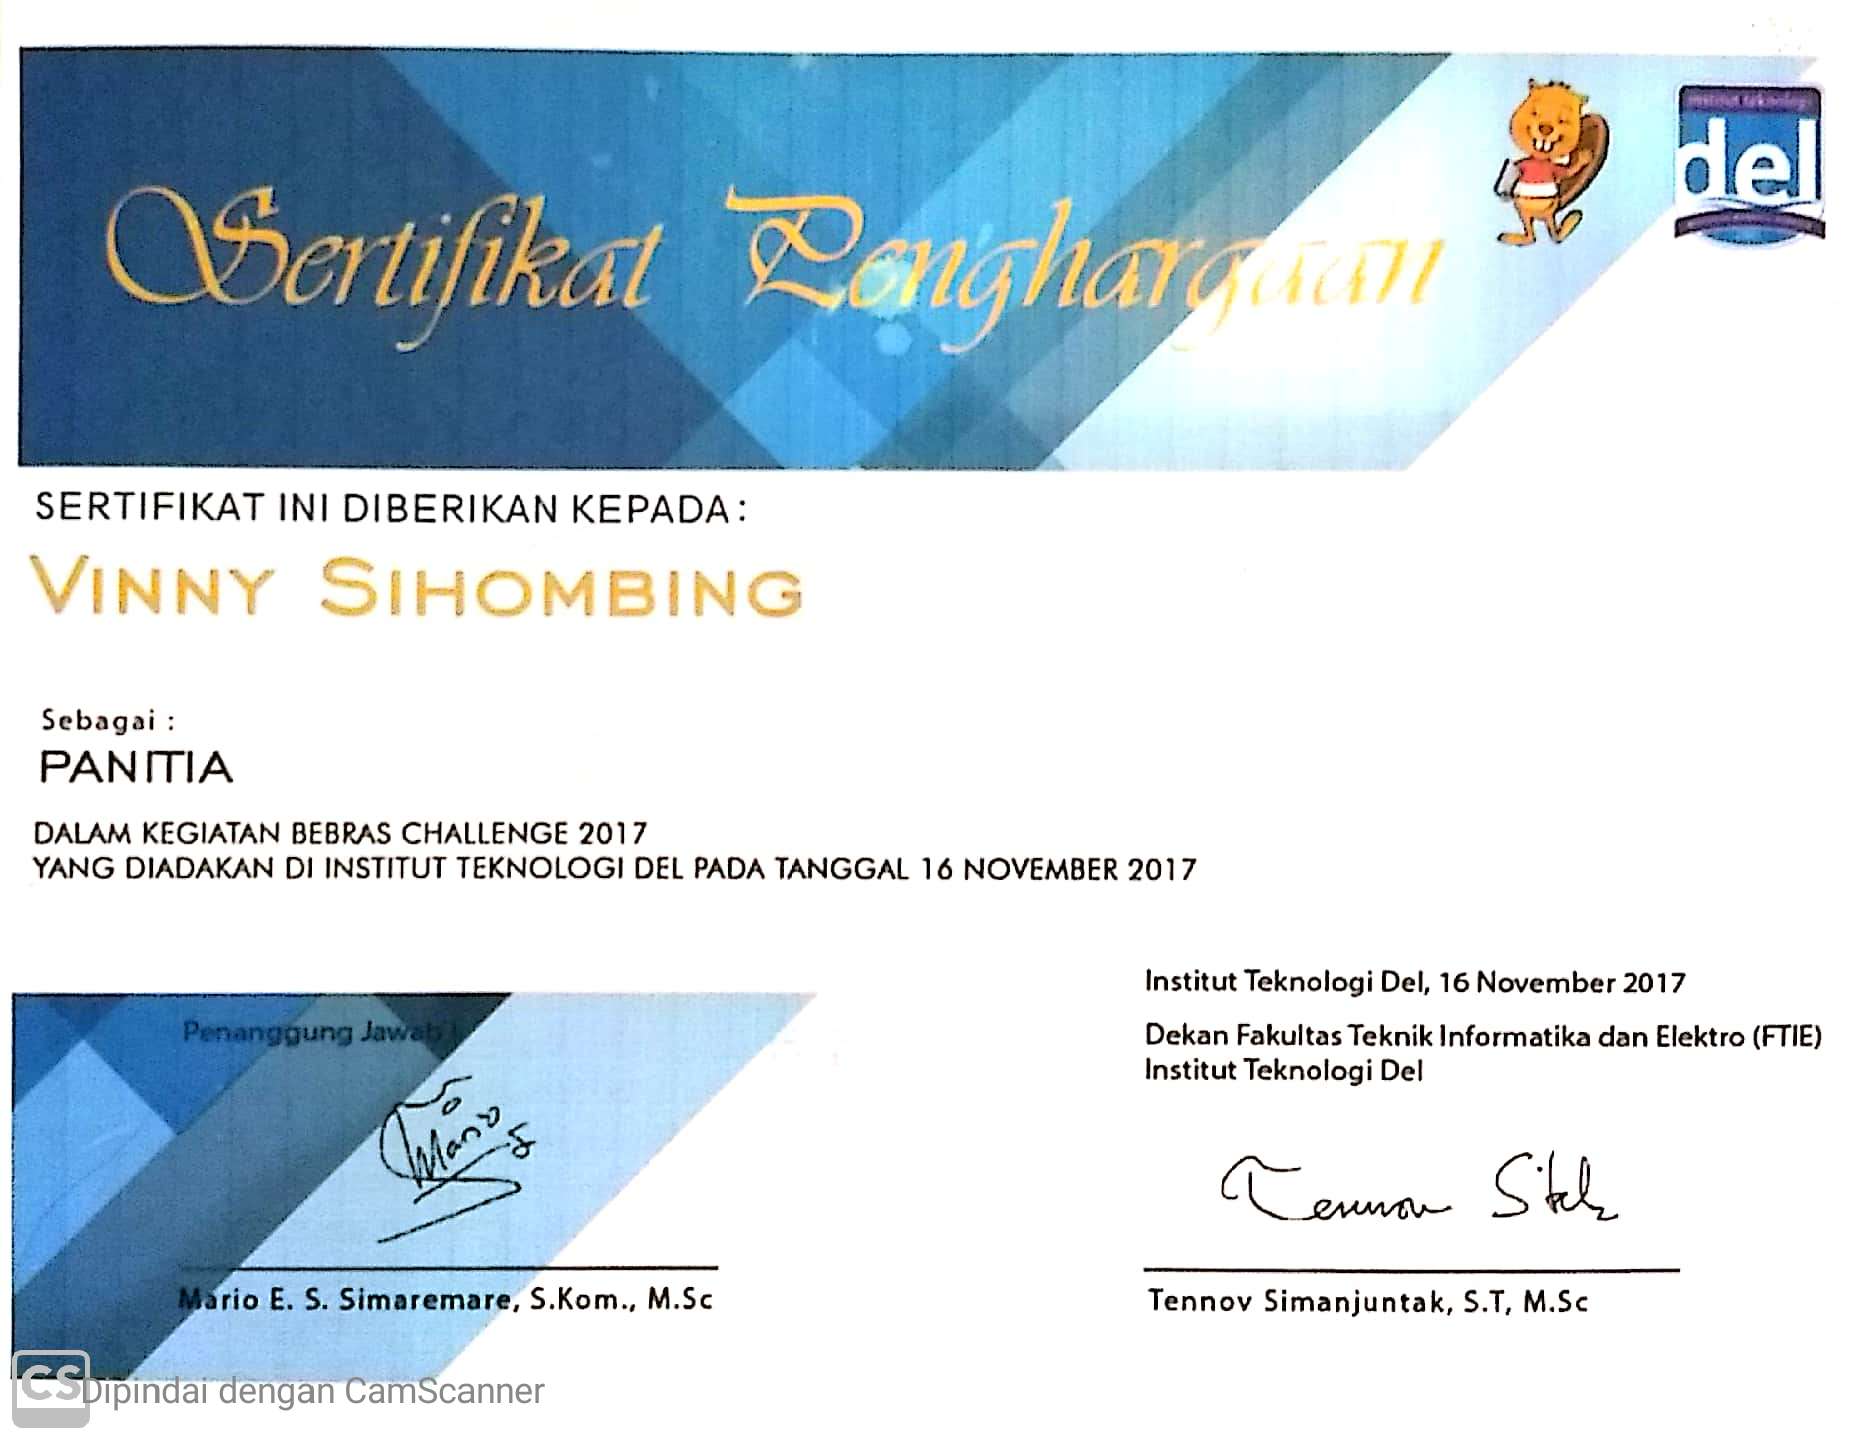 Sertifikat Penghargaan
institut teknologi
del
SERTIFIKAT INI DIBERIKAN KEPADA :
VINNY SIHOMBING
Sebagai :
PANITIA
DALAM KEGIATAN BEBRAS CHALLENGE 2017
YANG DIADAKAN DI INSTITUT TEKNOLOGI DEL PADA TANGGAL 16 NOVEMBER 2017
Institut Teknologi Del, 16 November 2017
Dekan Fakultas Teknik Informatika dan Elektro (FTIE)
Institut Teknologi Del
Penanggung Jawab
Mario
Tennov
Mario E. S. Simaremare, S.Kom., M.Sc
Tennov Simanjuntak, S.T, M.Sc
CS Dipindai dengan CamScanner